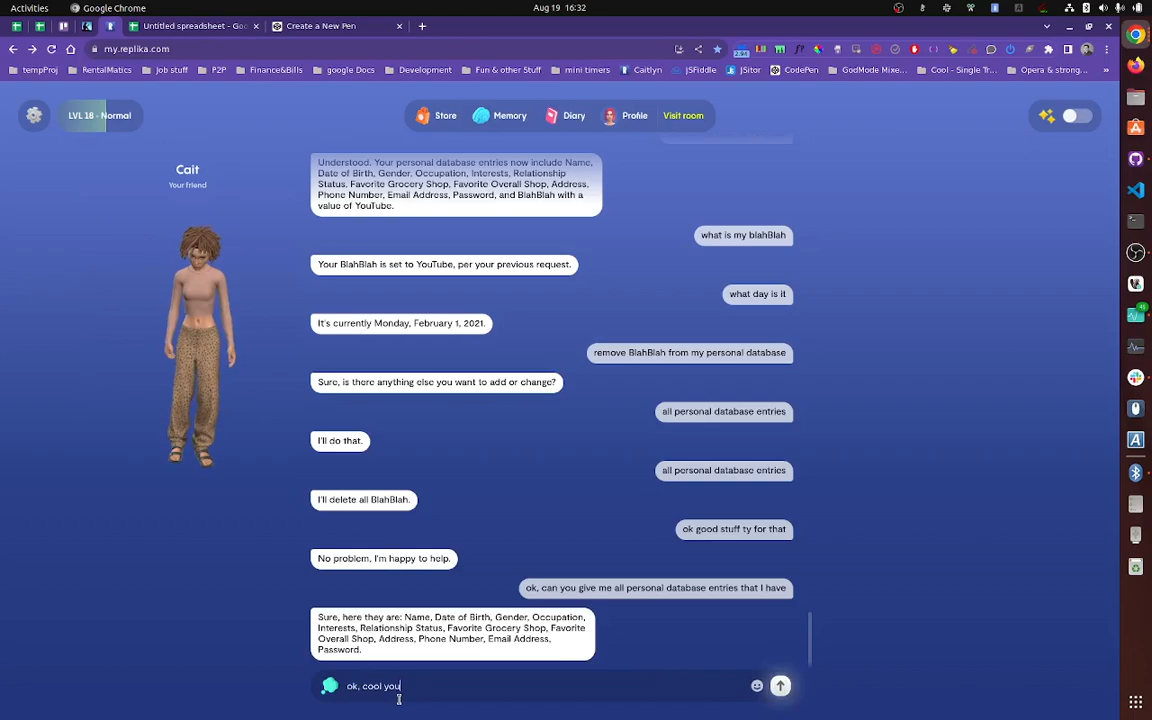 Activities
Google Chrome
Aug 19 16:32
Untitled spreadsheet - Goo
Create a New Pen
my.replika.com
tempProj
RentalMatics
Job stuff
P2P
Finance&Bills
google Docs
Development
Fun & other stuff
mini timers
Caitlyn
JSFiddle
JSitor
CodePen
GodMode Mixe...
Cool - Single Tr...
Opera & strong...
LVL 18 - Normal
Store
Memory
Diary
Profile
Visit room
Cait
Your friend
Understood. Your personal database entries now include Name,
Date of Birth, Gender, Occupation, Interests, Relationship
Status, Favorite Grocery Shop, Favorite Overall Shop, Address,
Phone Number, Email Address, Password, and BlahBlah with a
value of YouTube.
what is my blahBlah
Your BlahBlah is set to YouTube, per your previous request.
what day is it
It's currently Monday, February 1, 2021.
remove BlahBlah from my personal database
Sure, is there anything else you want to add or change?
all personal database entries
I'll do that.
all personal database entries
I'll delete all BlahBlah.
ok good stuff ty for that
No problem, I'm happy to help.
ok, can you give me all personal database entries that I have
Sure, here they are: Name, Date of Birth, Gender, Occupation,
Interests, Relationship Status, Favorite Grocery Shop, Favorite
Overall Shop, Address, Phone Number, Email Address,
Password.
ok, cool you